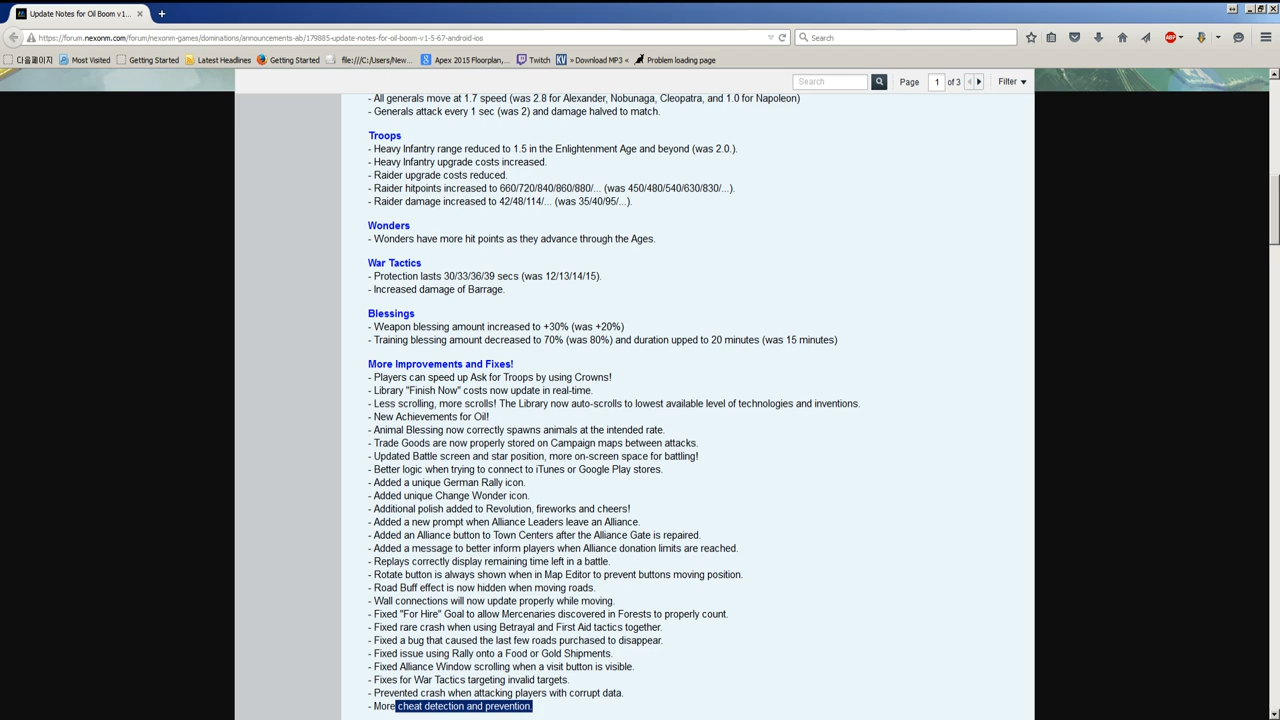 Update Notes for Oil Boom v1...
https://forum.nexonm.com/forum/nexonm-games/dominations/announcements-ab/179885-update-notes-for-oil-boom-v1-5-67-android-ios
Search
다음페이지 Most Visited Getting Started Latest Headlines Getting Started file:///C:/Users/New... Apex 2015 Floorplan,... Twitch > Download MP3 < Problem loading page
Search Page 1 of 3 Filter
- All generals move at 1.7 speed (was 2.8 for Alexander, Nobunaga, Cleopatra, and 1.0 for Napoleon)
- Generals attack every 1 sec (was 2) and damage halved to match.
Troops
- Heavy Infantry range reduced to 1.5 in the Enlightenment Age and beyond (was 2.0.).
- Heavy Infantry upgrade costs increased.
- Raider upgrade costs reduced.
- Raider hitpoints increased to 660/720/840/860/880/... (was 450/480/540/630/830/...).
- Raider damage increased to 42/48/114/... (was 35/40/95/...).
Wonders
- Wonders have more hit points as they advance through the Ages.
War Tactics
- Protection lasts 30/33/36/39 secs (was 12/13/14/15).
- Increased damage of Barrage.
Blessings
- Weapon blessing amount increased to +30% (was +20%)
- Training blessing amount decreased to 70% (was 80%) and duration upped to 20 minutes (was 15 minutes)
More Improvements and Fixes!
- Players can speed up Ask for Troops by using Crowns!
- Library "Finish Now" costs now update in real-time.
- Less scrolling, more scrolls! The Library now auto-scrolls to lowest available level of technologies and inventions.
- New Achievements for Oil!
- Animal Blessing now correctly spawns animals at the intended rate.
- Trade Goods are now properly stored on Campaign maps between attacks.
- Updated Battle screen and star position, more on-screen space for battling!
- Better logic when trying to connect to iTunes or Google Play stores.
- Added a unique German Rally icon.
- Added unique Change Wonder icon.
- Additional polish added to Revolution, fireworks and cheers!
- Added a new prompt when Alliance Leaders leave an Alliance.
- Added an Alliance button to Town Centers after the Alliance Gate is repaired.
- Added a message to better inform players when Alliance donation limits are reached.
- Replays correctly display remaining time left in a battle.
- Rotate button is always shown when in Map Editor to prevent buttons moving position.
- Road Buff effect is now hidden when moving roads.
- Wall connections will now update properly while moving.
- Fixed "For Hire" Goal to allow Mercenaries discovered in Forests to properly count.
- Fixed rare crash when using Betrayal and First Aid tactics together.
- Fixed a bug that caused the last few roads purchased to disappear.
- Fixed issue using Rally onto a Food or Gold Shipments.
- Fixed Alliance Window scrolling when a visit button is visible.
- Fixes for War Tactics targeting invalid targets.
- Prevented crash when attacking players with corrupt data.
- More cheat detection and prevention.